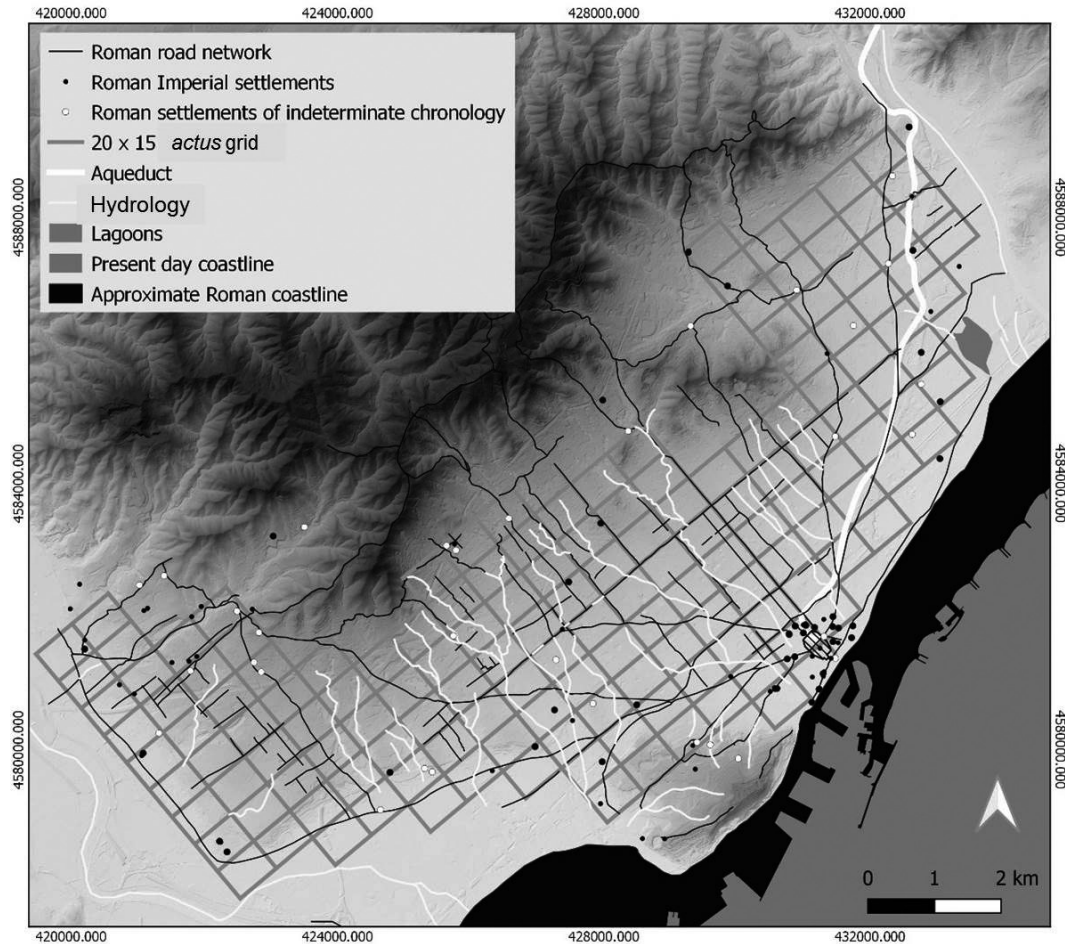 420000.000 424000.000 428000.000 432000.000
Roman road network
Roman Imperial settlements
Roman settlements of indeterminate chronology
20 x 15 actus grid
Aqueduct
Hydrology
Lagoons
Present day coastline
Approximate Roman coastline
4588000.000
4588000.000
4584000.000
4584000.000
4580000.000
4580000.000
0 1 2 km
420000.000 424000.000 428000.000 432000.000